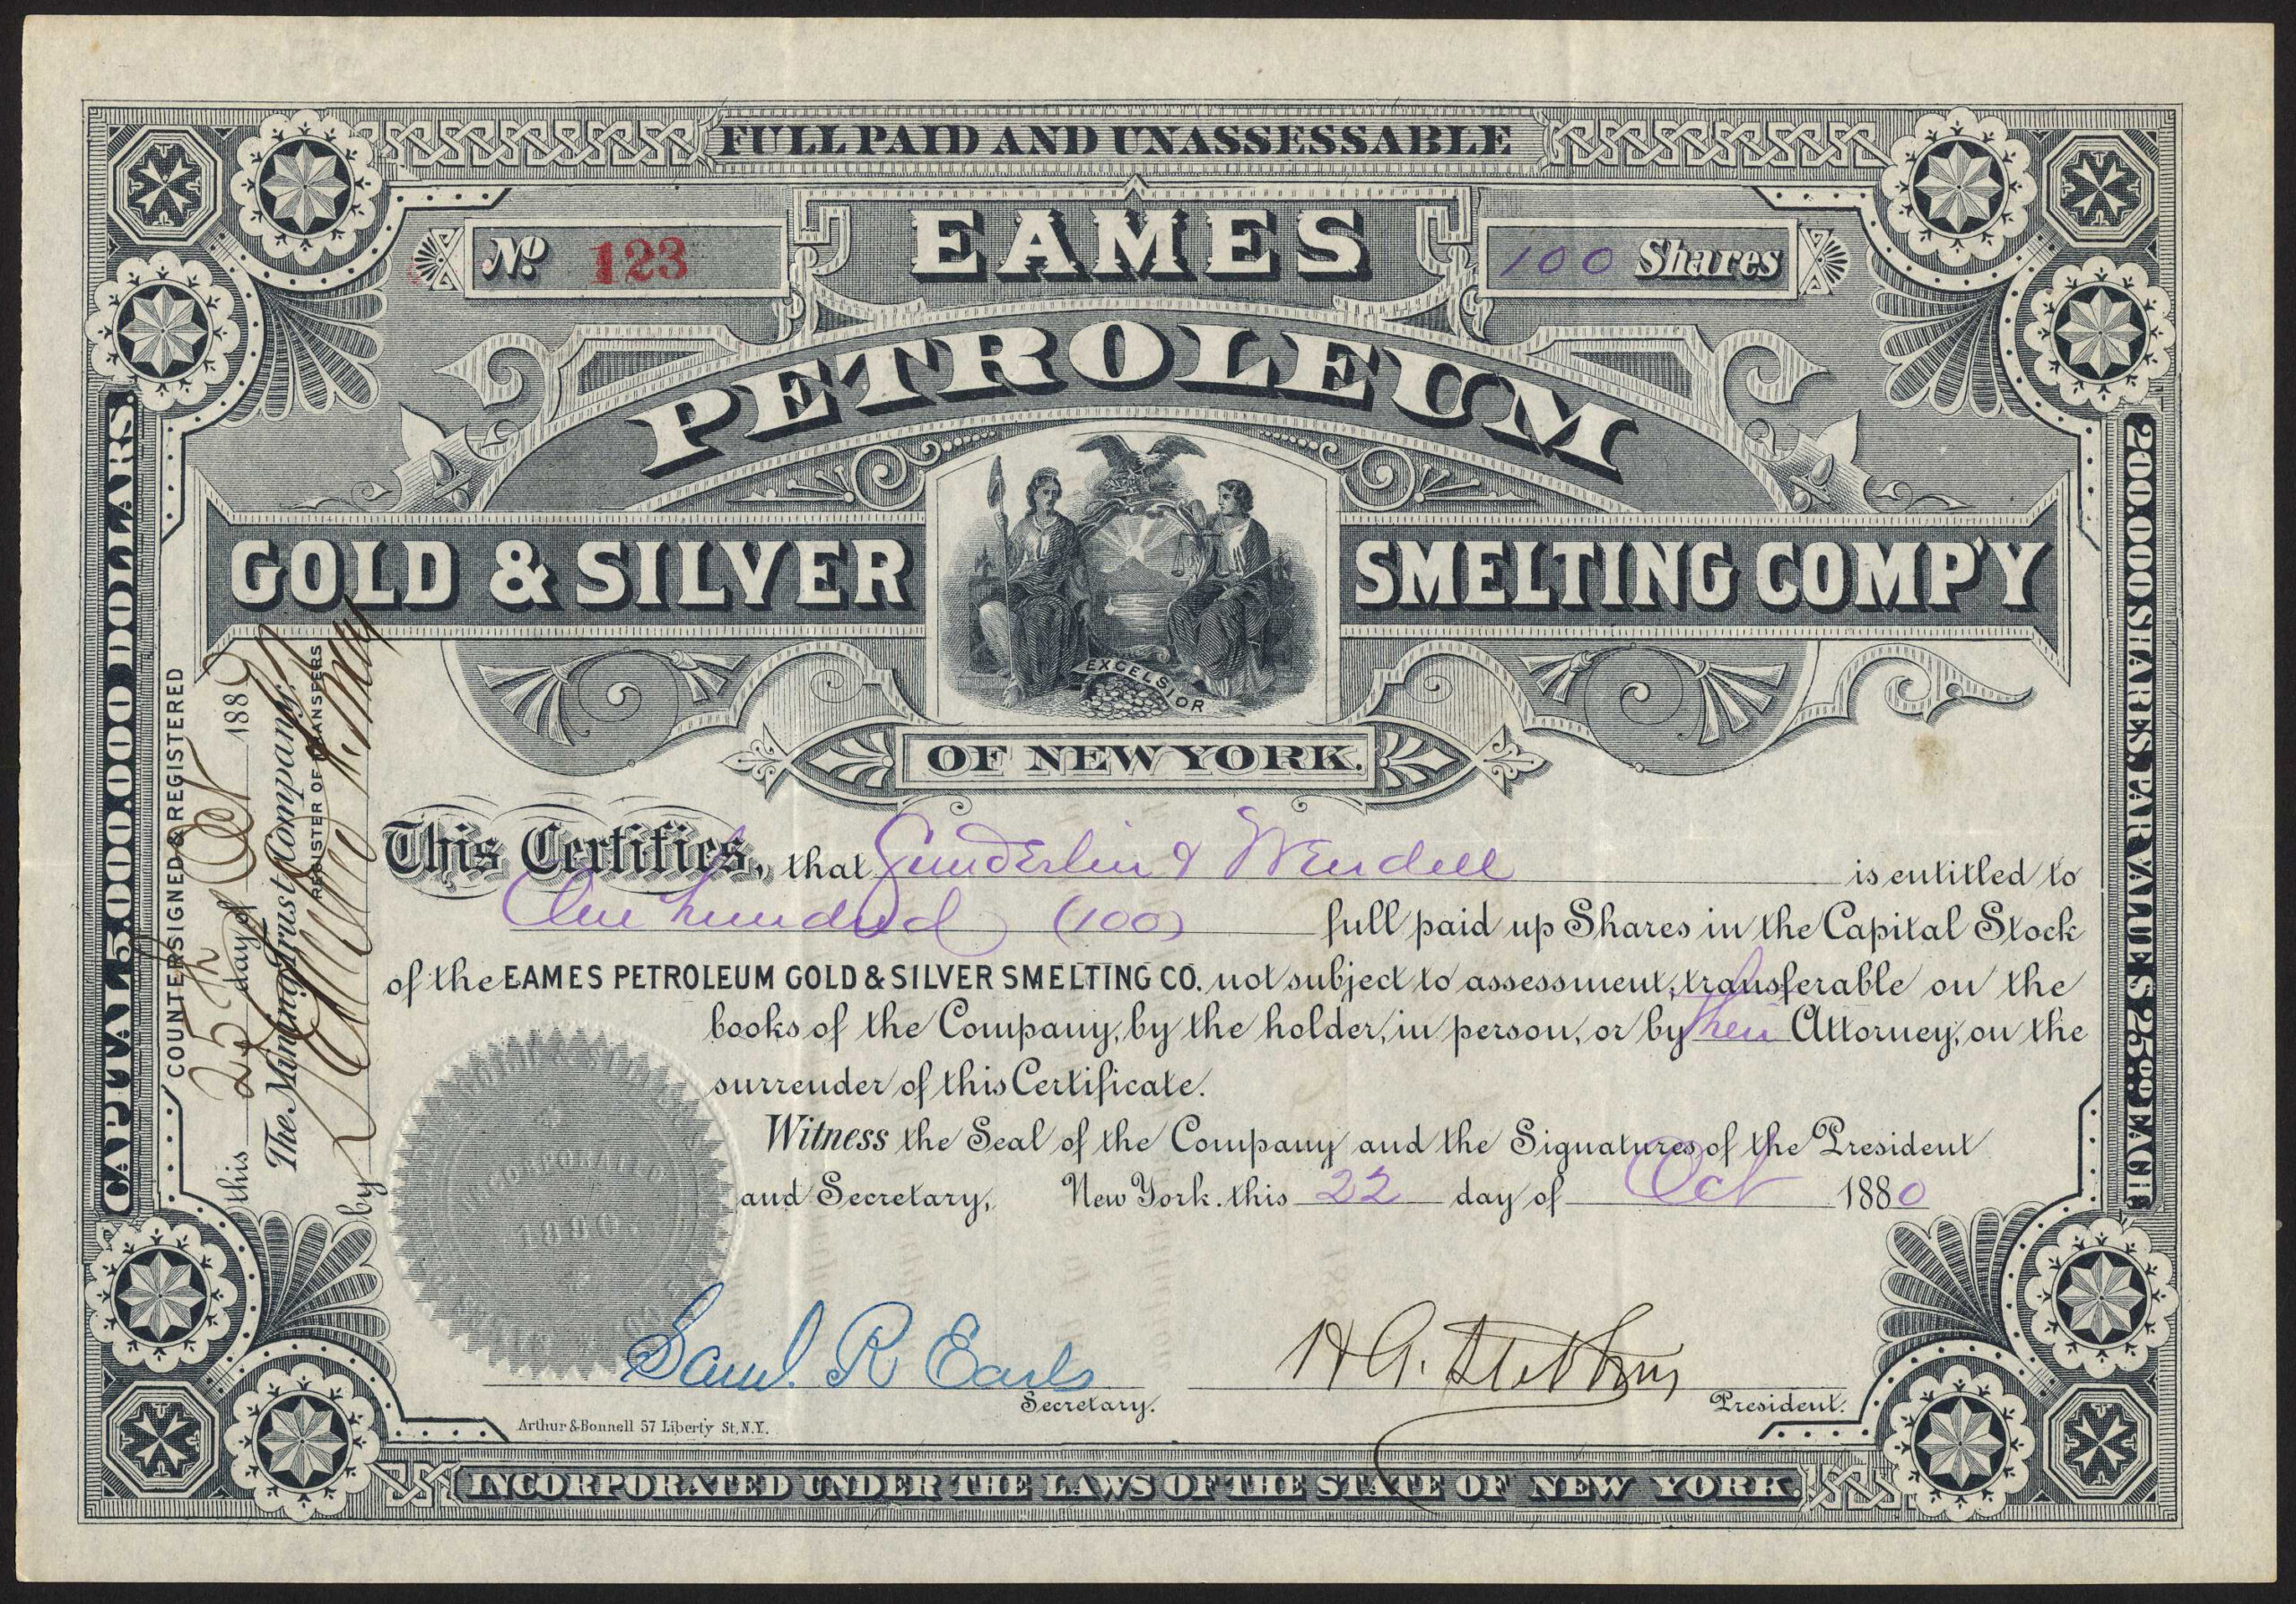 FULL PAID AND UNASSESSABLE
No. 123
EAMES
100 Shares
PETROLEUM
GOLD & SILVER SMELTING COMP'Y
EXCELSIOR
OF NEW YORK.
This Certifies, that Sunderlin & Wendell is entitled to
One hundred (100) full paid up Shares in the Capital Stock
of the EAMES PETROLEUM GOLD & SILVER SMELTING CO. not subject to assessment, transferable on the
books of the Company, by the holder, in person, or by their Attorney, on the
surrender of this Certificate.
Witness the Seal of the Company and the Signatures of the President
and Secretary, New York. this 22 day of Oct 1880
INCORPORATED
1880.
Saml. R Earls
Secretary.
H G. Stebbins
President.
Arthur & Bonnell 57 Liberty St, N.Y.
INCORPORATED UNDER THE LAWS OF THE STATE OF NEW YORK.
CAPITAL 5.000.000 DOLLARS.
COUNTERSIGNED & REGISTERED
this 25th day of Oct 1880
The Mining Trust Company,
REGISTER OF TRANSFERS
by
200.000 SHARES, PAR VALUE $25.00 EACH